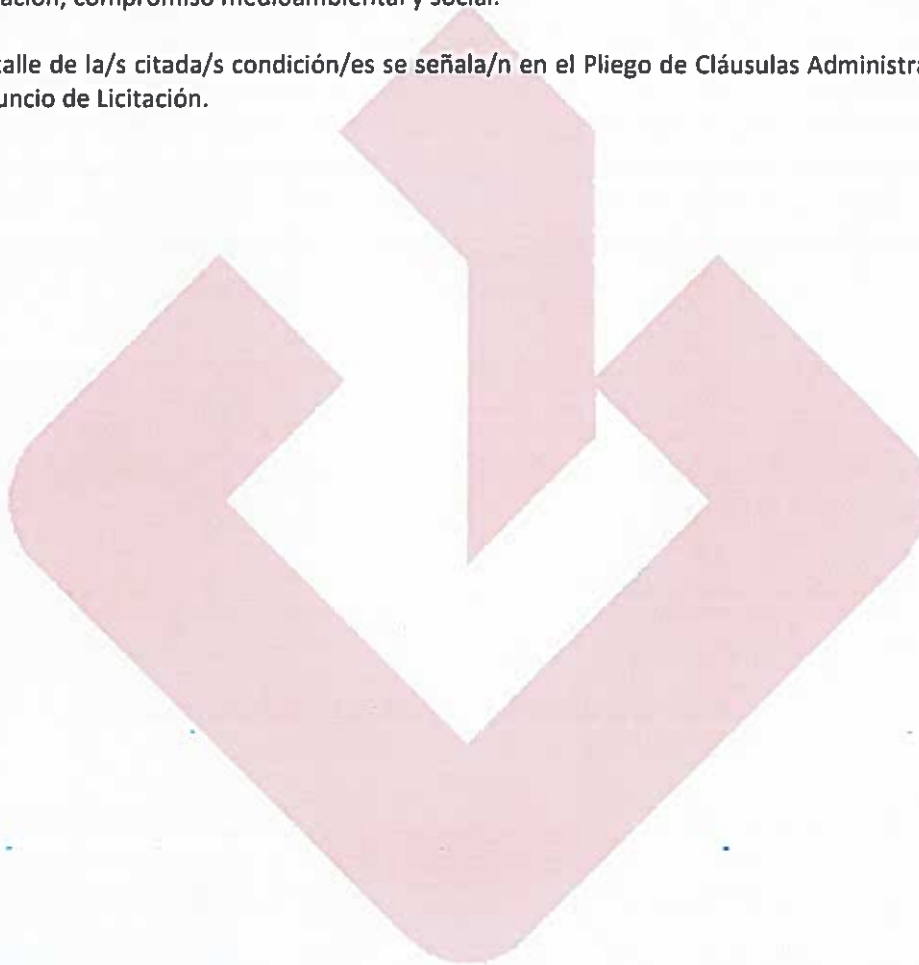 ación, compromiso medioambiental y social.
alle de la/s citada/s condición/es se señala/n en el Pliego de Cláusulas Administra
uncio de Licitación.